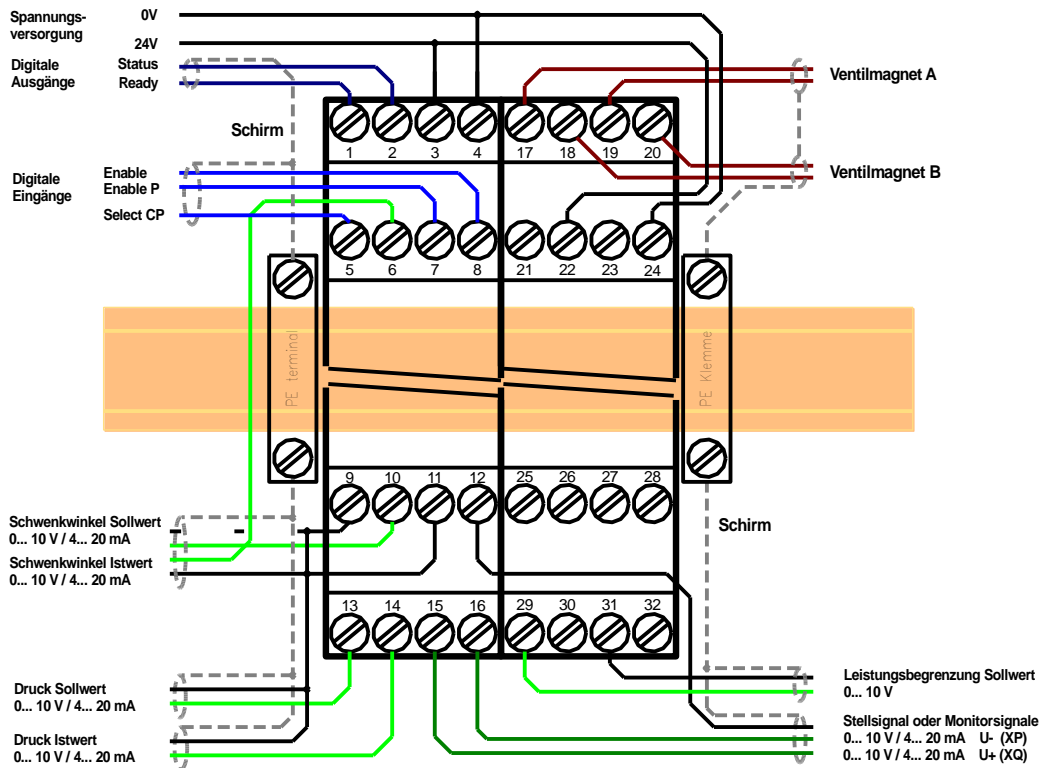 Spannungs-
versorgung
0V
24V
Digitale
Ausgänge
Status
Ready
Schirm
Ventilmagnet A
Ventilmagnet B
1 2 3 4 17 18 19 20
Digitale
Eingänge
Enable
Enable P
Select CP
5 6 7 8 21 22 23 24
PE terminal
PE Klemme
9 10 11 12 25 26 27 28
Schwenkwinkel Sollwert
0... 10 V / 4... 20 mA
Schwenkwinkel Istwert
0... 10 V / 4... 20 mA
Schirm
13 14 15 16 29 30 31 32
Druck Sollwert
0... 10 V / 4... 20 mA
Druck Istwert
0... 10 V / 4... 20 mA
Leistungsbegrenzung Sollwert
0... 10 V
Stellsignal oder Monitorsignale
0... 10 V / 4... 20 mA U- (XP)
0... 10 V / 4... 20 mA U+ (XQ)